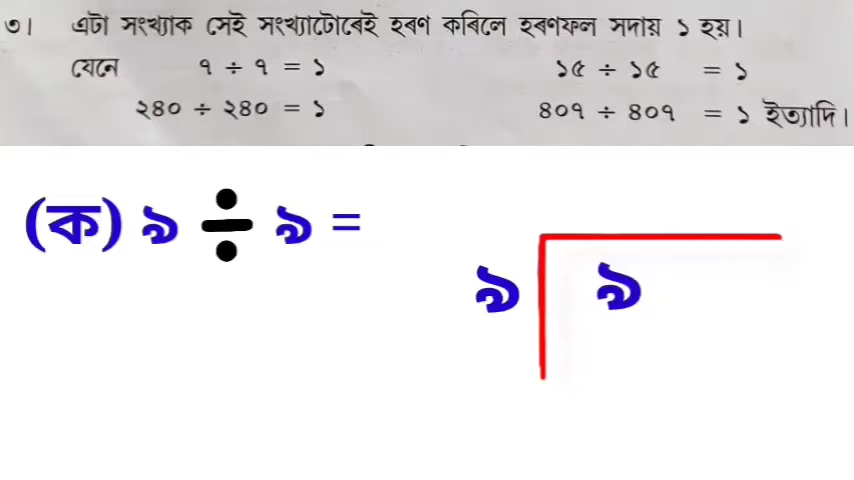 ৩। এটা সংখ্যাক সেই সংখ্যাটোৰেই হৰণ কৰিলে হৰণফল সদায় ১ হয়।
যেনে ৭ ÷ ৭ = ১ ১৫ ÷ ১৫ = ১
২৪০ ÷ ২৪০ = ১ ৪০৭ ÷ ৪০৭ = ১ ইত্যাদি।
(ক) ৯ ÷ ৯ =
৯ ৯